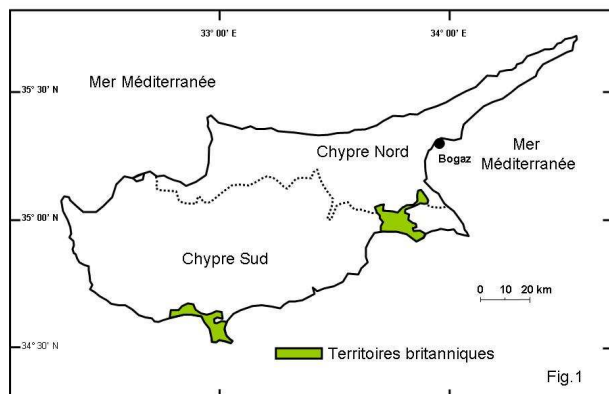 33° 00' E
34° 00' E
35° 30' N
Mer Méditerranée
Chypre Nord
Mer
Méditerranée
Bogaz
35° 00' N
Chypre Sud
0 10 20 km
34° 30' N
Territoires britanniques
Fig.1